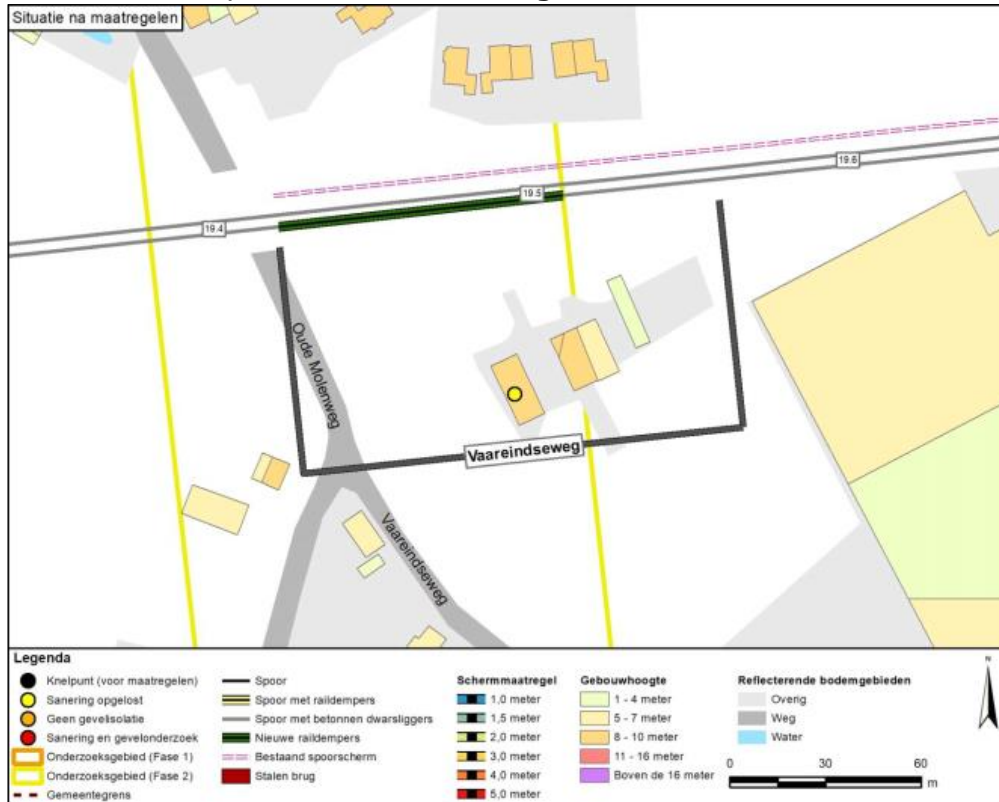 Situatie na maatregelen
19.6
19.5
19.4
Oude Molenweg
Vaareindseweg
Vaareindseweg
Legenda
Knelpunt (voor maatregelen)
Sanering opgelost
Geen gevelisolatie
Sanering en gevelonderzoek
Onderzoeksgebied (Fase 1)
Onderzoeksgebied (Fase 2)
Gemeentegrens
Spoor
Spoor met raildempers
Spoor met betonnen dwarsliggers
Nieuwe raildempers
Bestaand spoorscherm
Stalen brug
Schermmaatregel
1,0 meter
1,5 meter
2,0 meter
3,0 meter
4,0 meter
5,0 meter
Gebouwhoogte
1 - 4 meter
5 - 7 meter
8 - 10 meter
11 - 16 meter
Boven de 16 meter
Reflecterende bodemgebieden
Overig
Weg
Water
N
0 30 60
m